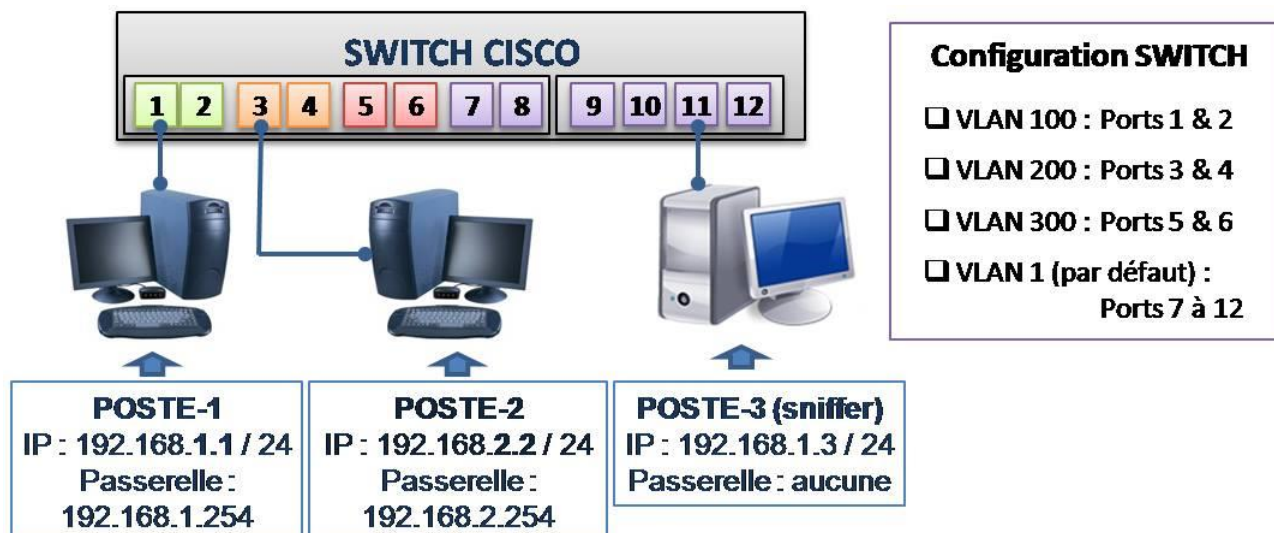 SWITCH CISCO
1 2 3 4 5 6 7 8 9 10 11 12
Configuration SWITCH
❑ VLAN 100 : Ports 1 & 2
❑ VLAN 200 : Ports 3 & 4
❑ VLAN 300 : Ports 5 & 6
❑ VLAN 1 (par défaut) :
Ports 7 à 12
POSTE-1
IP : 192.168.1.1 / 24
Passerelle :
192.168.1.254
POSTE-2
IP : 192.168.2.2 / 24
Passerelle :
192.168.2.254
POSTE-3 (sniffer)
IP : 192.168.1.3 / 24
Passerelle : aucune